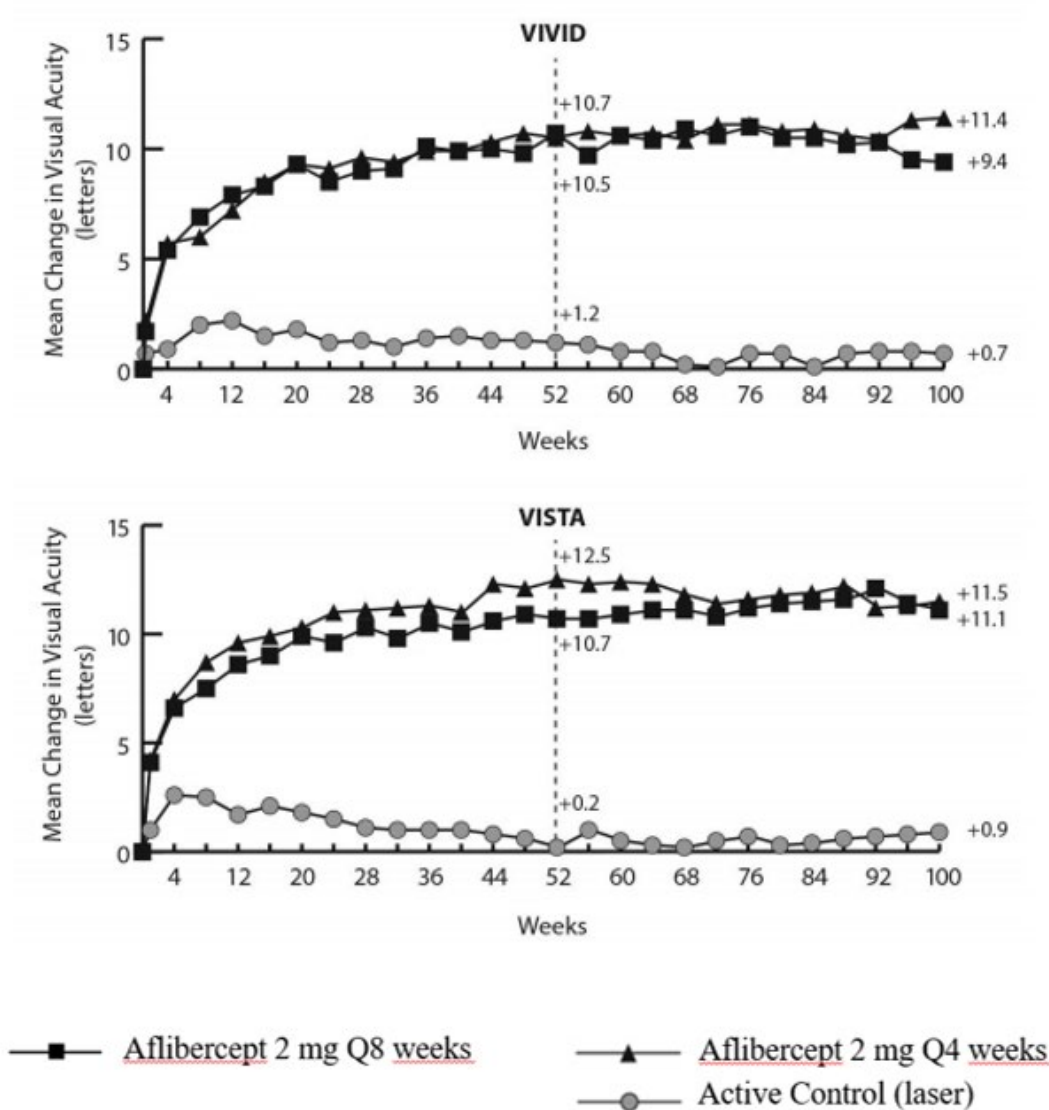 VIVID
15
10
5
0
Mean Change in Visual Acuity
(letters)
+10.7
+10.5
+1.2
+11.4
+9.4
+0.7
4 12 20 28 36 44 52 60 68 76 84 92 100
Weeks
VISTA
15
10
5
0
Mean Change in Visual Acuity
(letters)
+12.5
+10.7
+0.2
+11.5
+11.1
+0.9
4 12 20 28 36 44 52 60 68 76 84 92 100
Weeks
Aflibercept 2 mg Q8 weeks
Aflibercept 2 mg Q4 weeks
Active Control (laser)